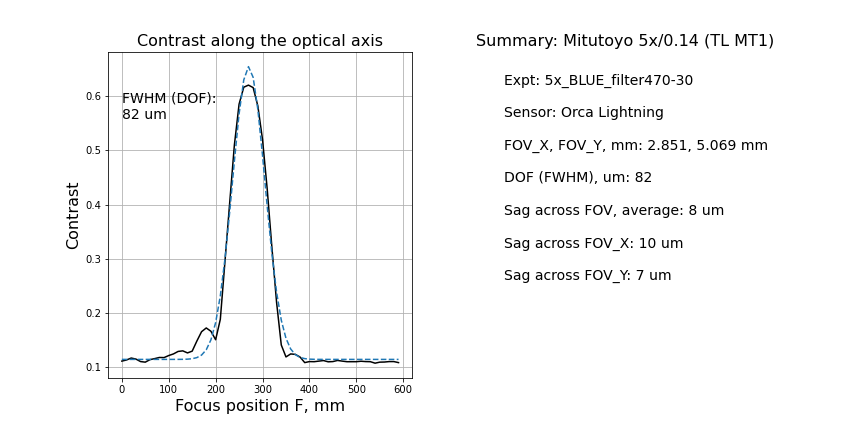 Contrast along the optical axis
Summary: Mitutoyo 5x/0.14 (TL MT1)
FWHM (DOF):
82 um
Contrast
0.6
0.5
0.4
0.3
0.2
0.1
0 100 200 300 400 500 600
Focus position F, mm
Expt: 5x_BLUE_filter470-30
Sensor: Orca Lightning
FOV_X, FOV_Y, mm: 2.851, 5.069 mm
DOF (FWHM), um: 82
Sag across FOV, average: 8 um
Sag across FOV_X: 10 um
Sag across FOV_Y: 7 um